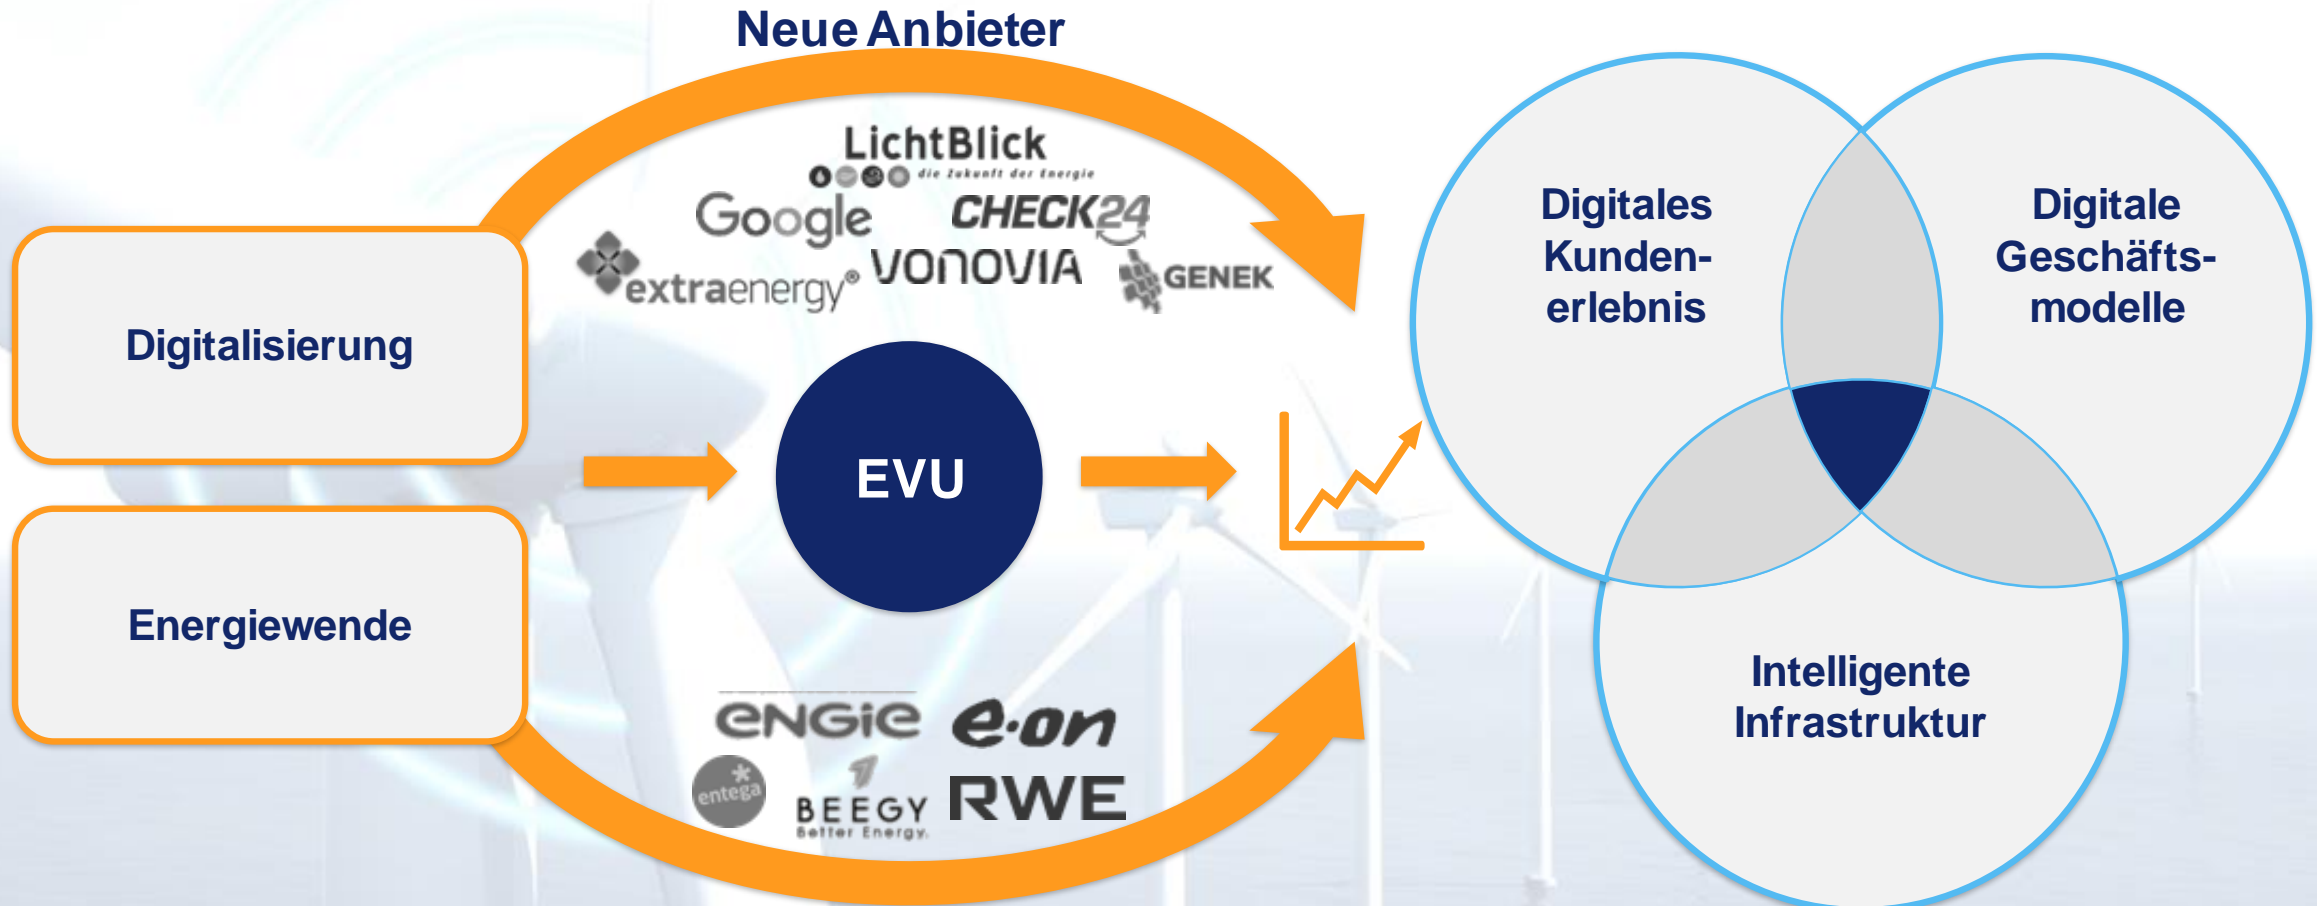 Neue Anbieter
LichtBlick
die Zukunft der Energie
Google
CHECK24
extraenergy®
VONOVIA
GENEK
Digitalisierung
Energiewende
EVU
ENGIE
e·on
entega
BEEGY
Better Energy.
RWE
Digitales
Kunden-
erlebnis
Digitale
Geschäfts-
modelle
Intelligente
Infrastruktur